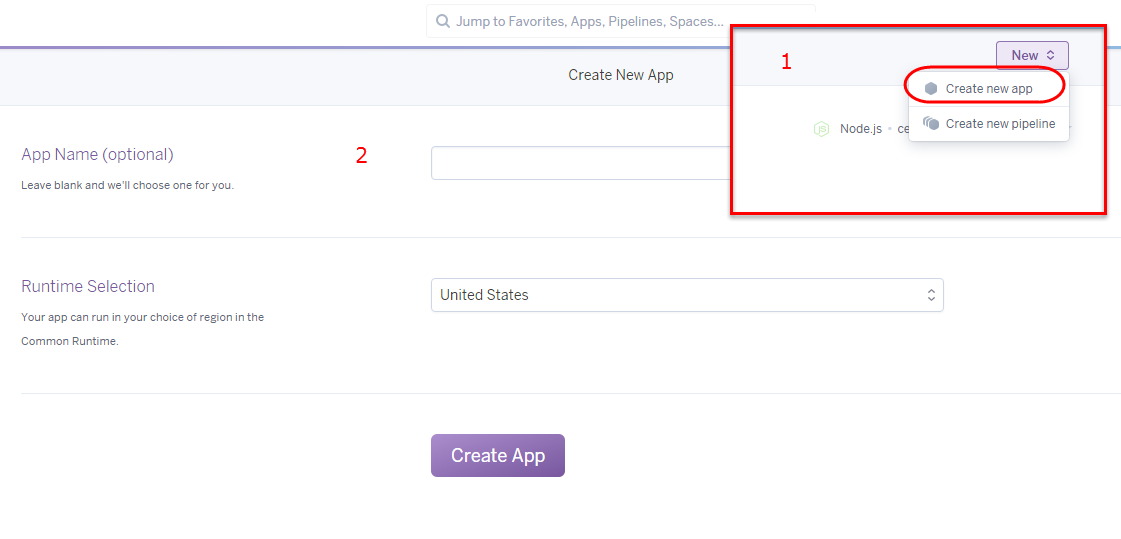 Jump to Favorites, Apps, Pipelines, Spaces...
1
New
Create New App
Create new app
Node.js • ce
Create new pipeline
App Name (optional)
2
Leave blank and we'll choose one for you.
Runtime Selection
United States
Your app can run in your choice of region in the
Common Runtime.
Create App